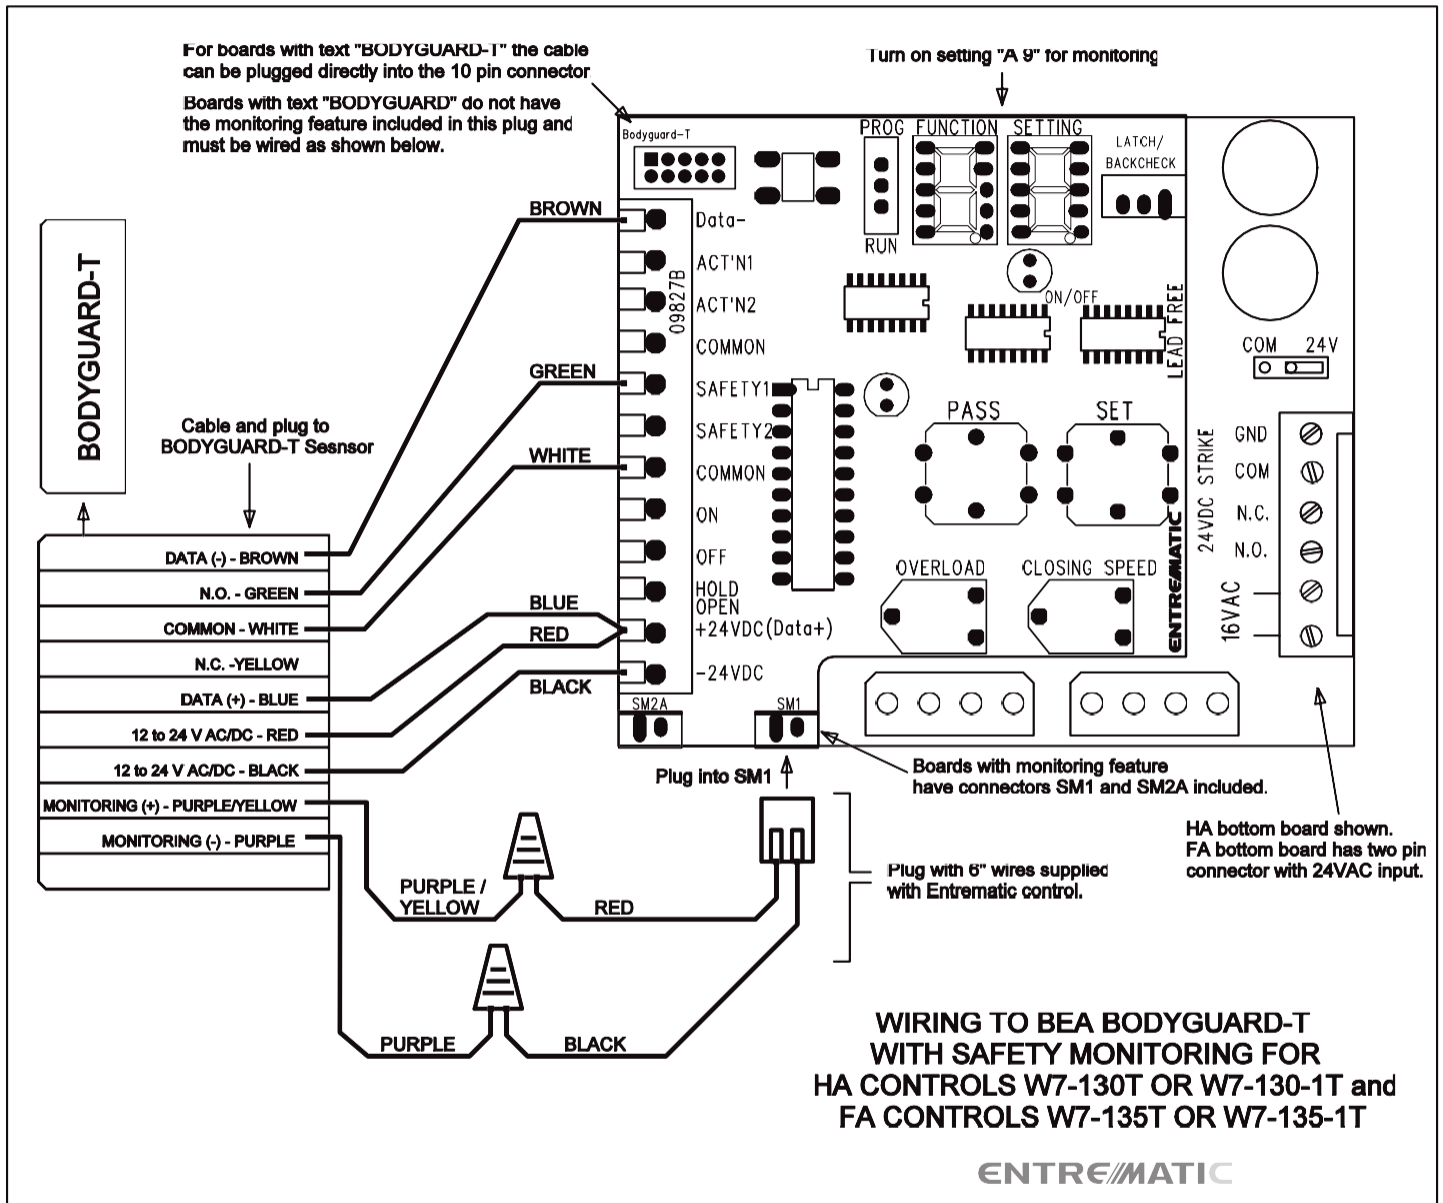 For boards with text "BODYGUARD-T" the cable
can be plugged directly into the 10 pin connector
Boards with text "BODYGUARD" do not have
the monitoring feature included in this plug and
must be wired as shown below.
Turn on setting "A 9" for monitoring
Bodyguard-T
PROG
FUNCTION
SETTING
LATCH/
BACKCHECK
RUN
BROWN
Data-
ACT'N1
ACT'N2
COMMON
GREEN
SAFETY1
SAFETY2
WHITE
COMMON
ON
OFF
HOLD
OPEN
BLUE
+24VDC(Data+)
RED
-24VDC
BLACK
09827B
ON/OFF
LEAD FREE
COM 24V
PASS
SET
24VDC STRIKE
GND
COM
N.C.
N.O.
16VAC
OVERLOAD
CLOSING SPEED
ENTREMATIC
SM2A
SM1
BODYGUARD-T
Cable and plug to
BODYGUARD-T Sesnsor
DATA (-) - BROWN
N.O. - GREEN
COMMON - WHITE
N.C. -YELLOW
DATA (+) - BLUE
12 to 24 V AC/DC - RED
12 to 24 V AC/DC - BLACK
MONITORING (+) - PURPLE/YELLOW
MONITORING (-) - PURPLE
Plug into SM1
Boards with monitoring feature
have connectors SM1 and SM2A included.
HA bottom board shown.
FA bottom board has two pin
connector with 24VAC input.
Plug with 6" wires supplied
with Entrematic control.
PURPLE /
YELLOW
RED
PURPLE
BLACK
WIRING TO BEA BODYGUARD-T
WITH SAFETY MONITORING FOR
HA CONTROLS W7-130T OR W7-130-1T and
FA CONTROLS W7-135T OR W7-135-1T
ENTREMATIC